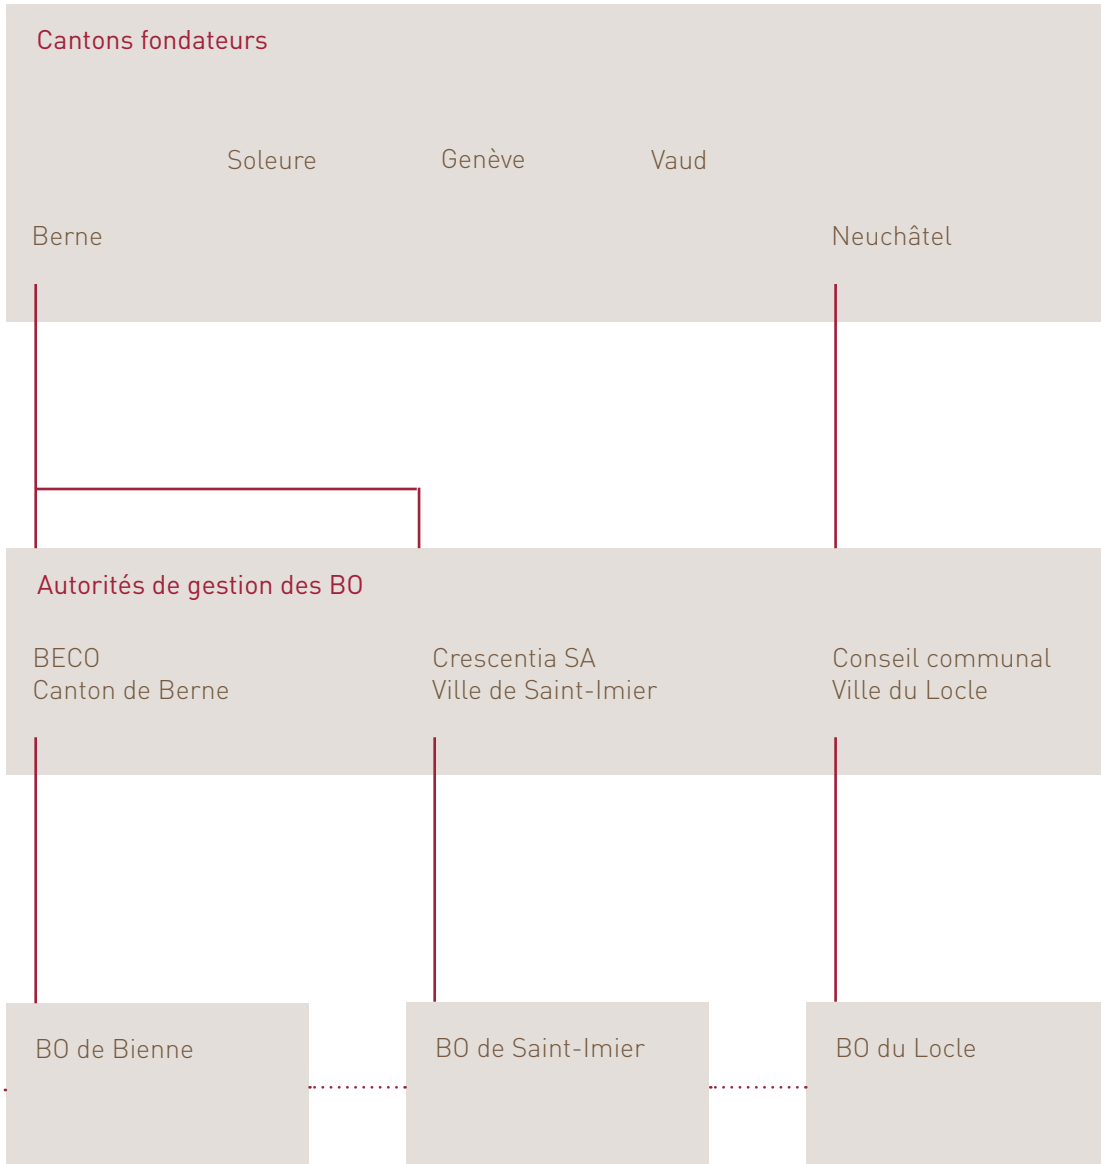 Cantons fondateurs
Soleure
Genève
Vaud
Berne
Neuchâtel
Autorités de gestion des BO
BECO
Canton de Berne
Crescentia SA
Ville de Saint-Imier
Conseil communal
Ville du Locle
BO de Bienne
BO de Saint-Imier
BO du Locle